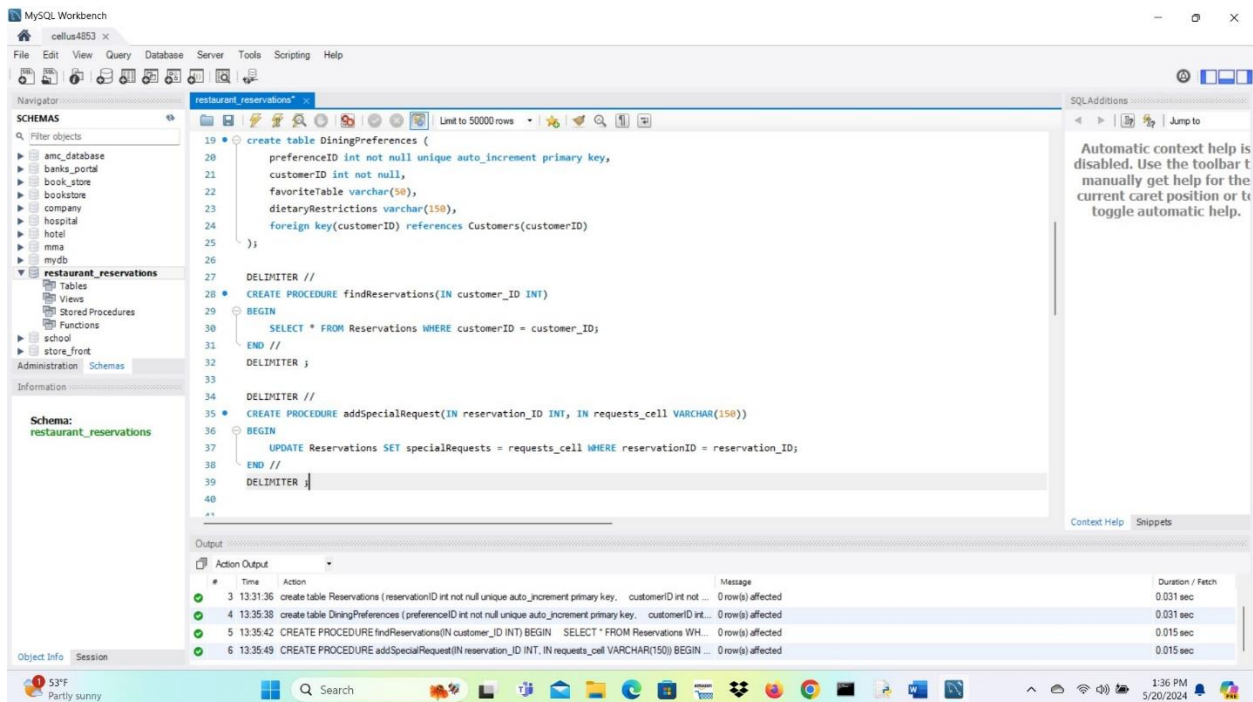 MySQL Workbench
cellus4853
File Edit View Query Database Server Tools Scripting Help
Navigator
SCHEMAS
Filter objects
amc_database
banks_portal
book_store
bookstore
company
hospital
hotel
mma
mydb
restaurant_reservations
Tables
Views
Stored Procedures
Functions
school
store_front
Administration Schemas
Information
Schema:
restaurant_reservations
Object Info Session
restaurant_reservations*
Limit to 50000 rows
19 create table DiningPreferences (
20 preferenceID int not null unique auto_increment primary key,
21 customerID int not null,
22 favoriteTable varchar(50),
23 dietaryRestrictions varchar(150),
24 foreign key(customerID) references Customers(customerID)
25 );
26
27 DELIMITER //
28 CREATE PROCEDURE findReservations(IN customer_ID INT)
29 BEGIN
30 SELECT * FROM Reservations WHERE customerID = customer_ID;
31 END //
32 DELIMITER ;
33
34 DELIMITER //
35 CREATE PROCEDURE addSpecialRequest(IN reservation_ID INT, IN requests_cell VARCHAR(150))
36 BEGIN
37 UPDATE Reservations SET specialRequests = requests_cell WHERE reservationID = reservation_ID;
38 END //
39 DELIMITER ;
40
SQLAdditions
Jump to
Automatic context help is
disabled. Use the toolbar t
manually get help for the
current caret position or to
toggle automatic help.
Context Help Snippets
Output
Action Output
# Time Action Message Duration / Fetch
3 13:31:36 create table Reservations ( reservationID int not null unique auto_increment primary key, customerID int not ... 0 row(s) affected 0.031 sec
4 13:35:38 create table DiningPreferences ( preferenceID int not null unique auto_increment primary key, customerID int... 0 row(s) affected 0.031 sec
5 13:35:42 CREATE PROCEDURE findReservations(IN customer_ID INT) BEGIN SELECT * FROM Reservations WH... 0 row(s) affected 0.015 sec
6 13:35:49 CREATE PROCEDURE addSpecialRequest(IN reservation_ID INT, IN requests_cell VARCHAR(150)) BEGIN ... 0 row(s) affected 0.015 sec
53°F
Partly sunny
Search
1:36 PM
5/20/2024